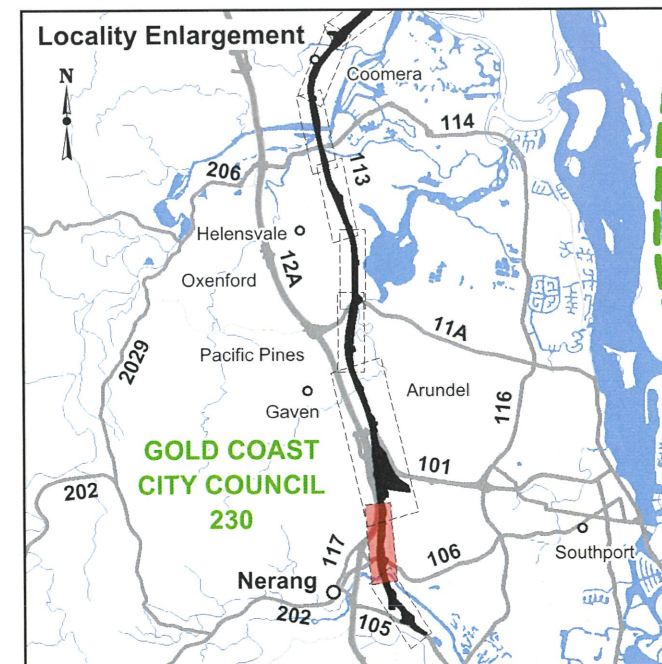 Locality Enlargement
N
Coomera
114
113
206
Helensvale
12A
Oxenford
11A
2029
Pacific Pines
Arundel
116
Gaven
GOLD COAST
CITY COUNCIL
230
101
202
117
106
Southport
Nerang
202
105